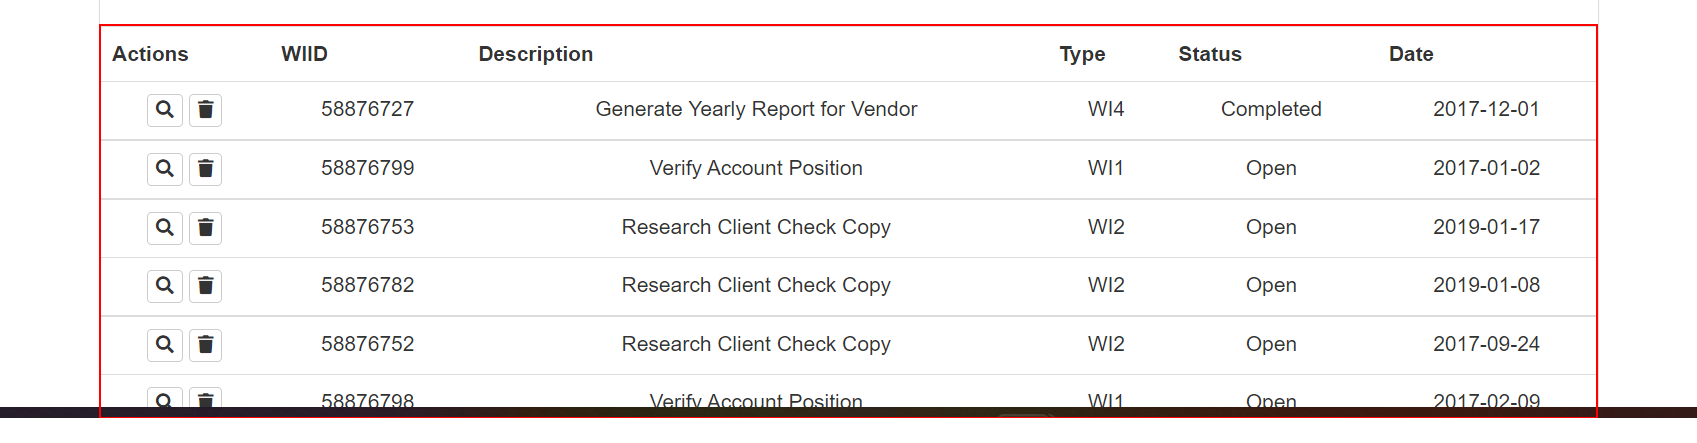 Actions WIID Description Type Status Date
58876727 Generate Yearly Report for Vendor WI4 Completed 2017-12-01
58876799 Verify Account Position WI1 Open 2017-01-02
58876753 Research Client Check Copy WI2 Open 2019-01-17
58876782 Research Client Check Copy WI2 Open 2019-01-08
58876752 Research Client Check Copy WI2 Open 2017-09-24
58876798 Verify Account Position WI1 Open 2017-02-09